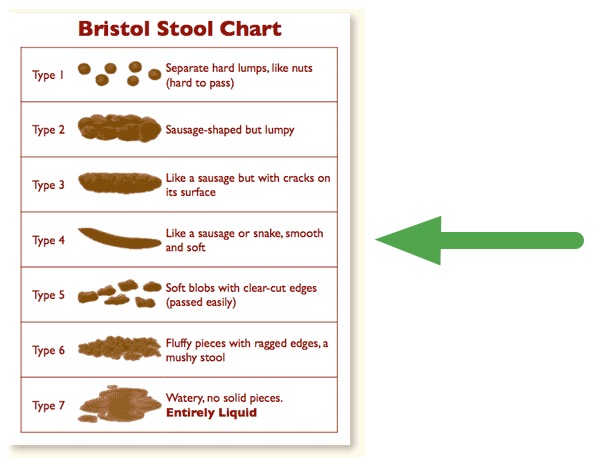 Bristol Stool Chart
Type 1
Separate hard lumps, like nuts
(hard to pass)
Type 2
Sausage-shaped but lumpy
Type 3
Like a sausage but with cracks on
its surface
Type 4
Like a sausage or snake, smooth
and soft
Type 5
Soft blobs with clear-cut edges
(passed easily)
Type 6
Fluffy pieces with ragged edges, a
mushy stool
Type 7
Watery, no solid pieces.
Entirely Liquid